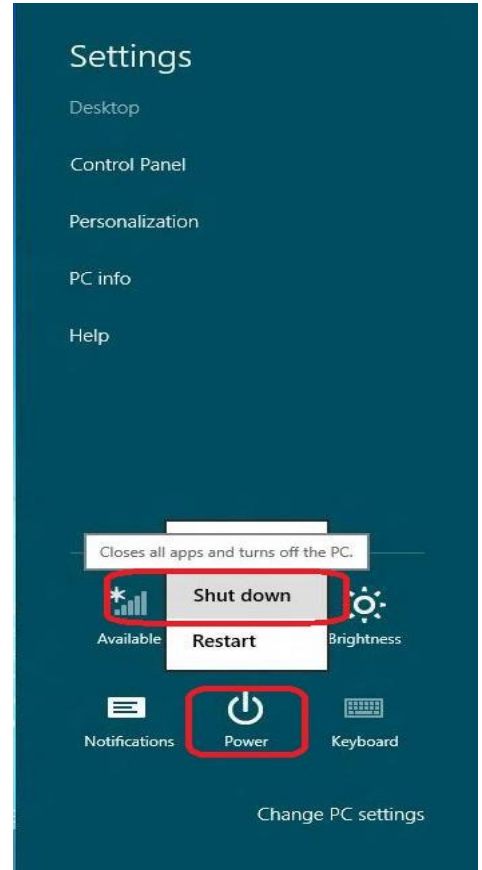 Settings
Desktop
Control Panel
Personalization
PC info
Help
Closes all apps and turns off the PC.
Shut down
Available
Restart
Brightness
Notifications
Power
Keyboard
Change PC settings